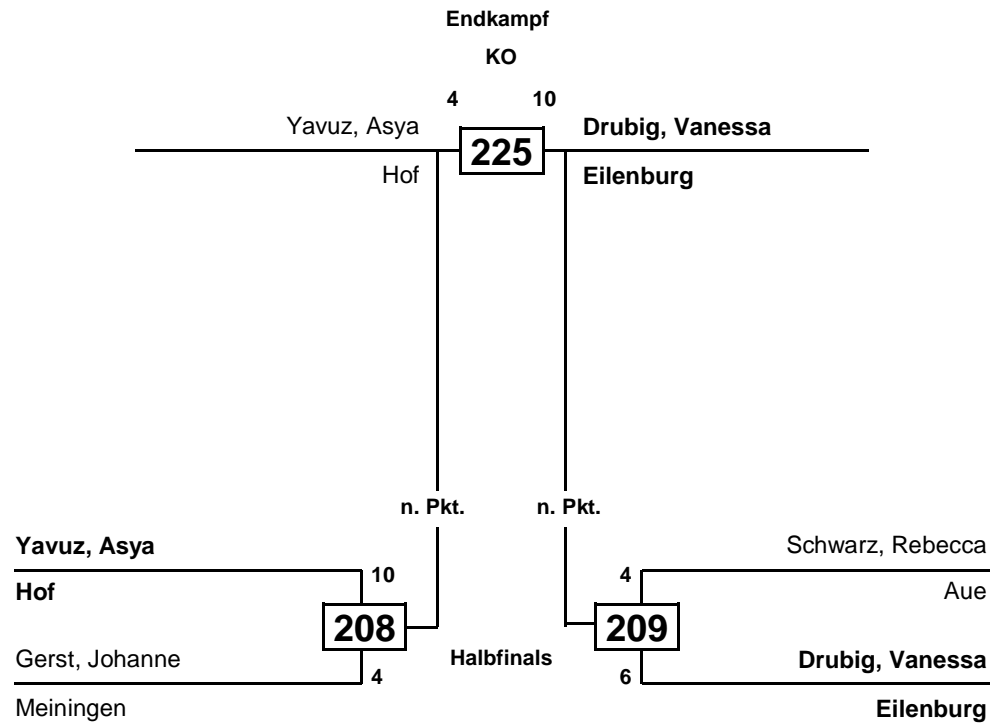 Endkampf
KO
4 10
Yavuz, Asya 225 Drubig, Vanessa
Hof Eilenburg
n. Pkt. n. Pkt.
Yavuz, Asya Schwarz, Rebecca
Hof 10 4 Aue
208 Halbfinals 209
Gerst, Johanne 4 6 Drubig, Vanessa
Meiningen Eilenburg